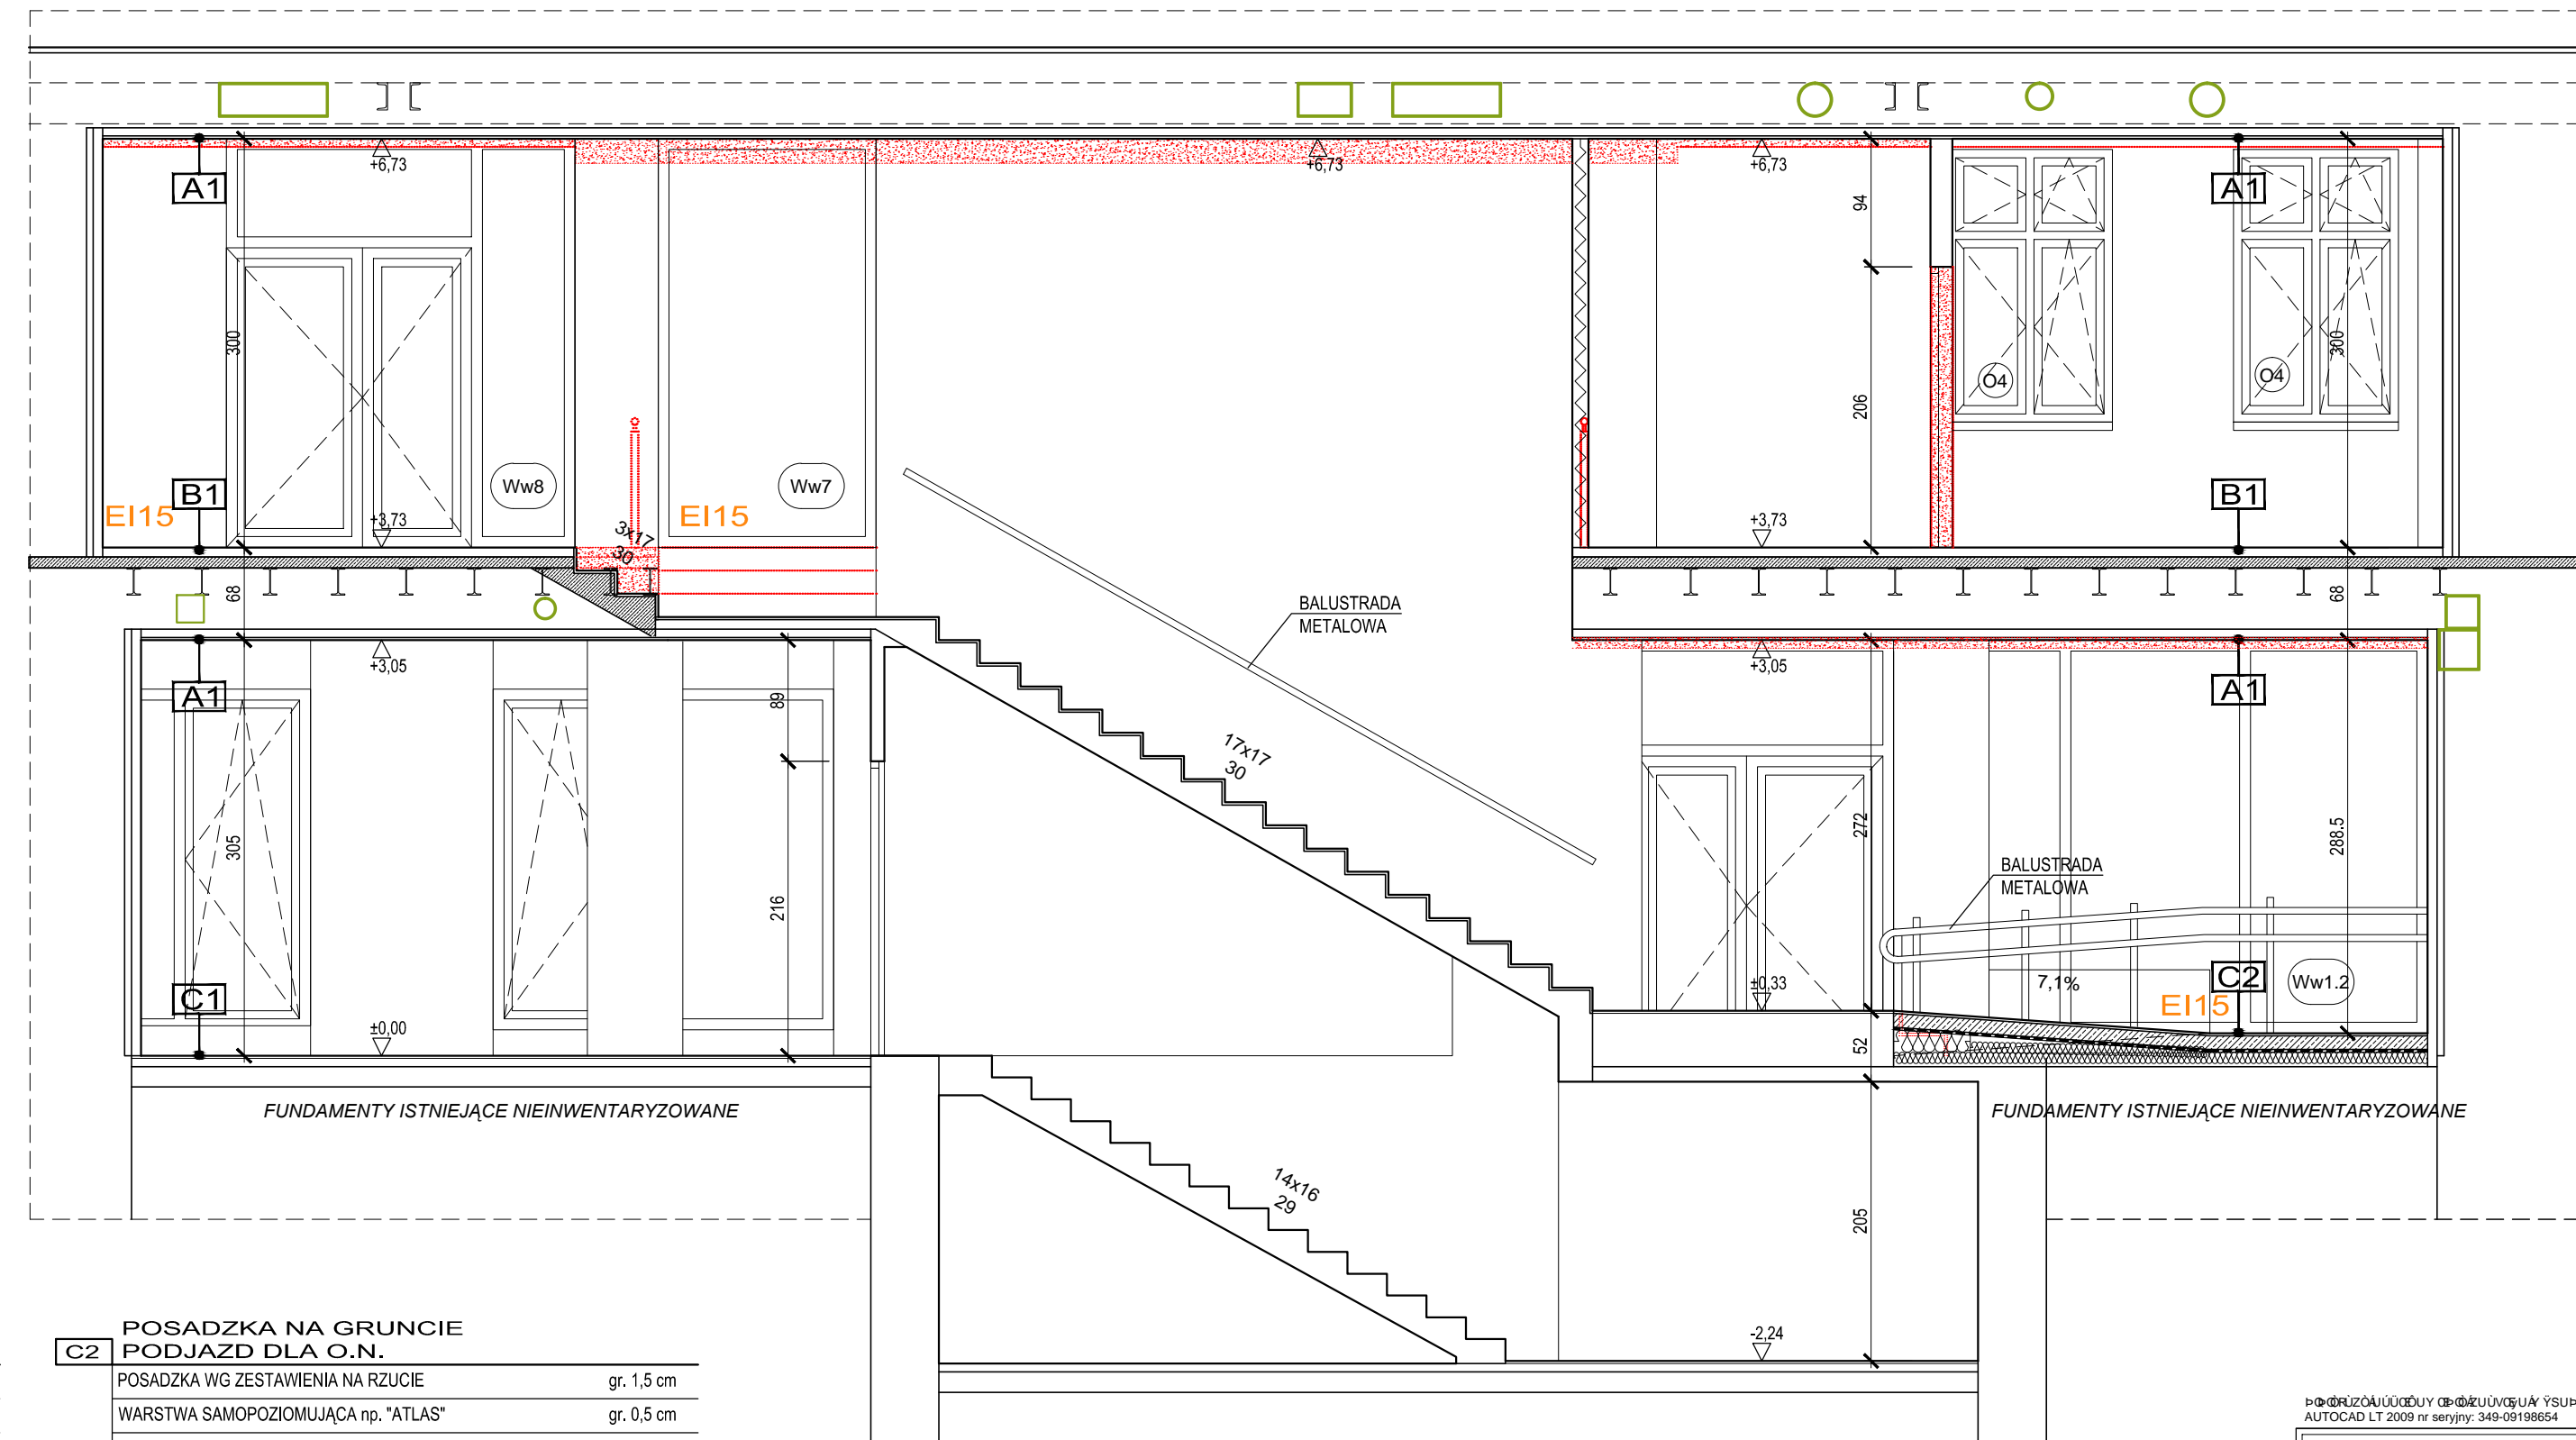 +6,73
+6,73
+6,73
A1
A1
94
300
300
206
O4
O4
B1
B1
Ww8
Ww7
EI15
EI15
+3,73
+3,73
3x17
30
68
68
BALUSTRADA
METALOWA
+3,05
+3,05
A1
A1
89
17x17
30
305
272
288.5
216
BALUSTRADA
METALOWA
C1
±0,33
7,1%
C2
Ww1.2
EI15
±0,00
52
FUNDAMENTY ISTNIEJĄCE NIEINWENTARYZOWANE
FUNDAMENTY ISTNIEJĄCE NIEINWENTARYZOWANE
14x16
29
205
-2,24
POSADZKA NA GRUNCIE
C2 PODJAZD DLA O.N.
POSADZKA WG ZESTAWIENIA NA RZUCIE gr. 1,5 cm
WARSTWA SAMOPOZIOMUJĄCA np. "ATLAS" gr. 0,5 cm
AUTOCAD LT 2009 nr seryjny: 349-09198654